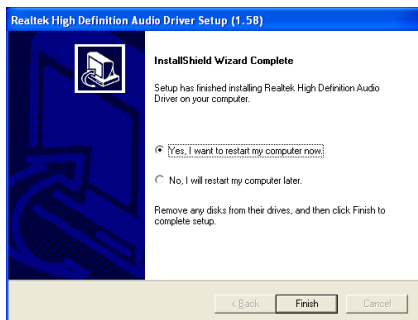 Realtek High Definition Audio Driver Setup (1.58)
InstallShield Wizard Complete
Setup has finished installing Realtek High Definition Audio
Driver on your computer.
Yes, I want to restart my computer now.
No, I will restart my computer later.
Remove any disks from their drives, and then click Finish to
complete setup.
< Back
Finish
Cancel